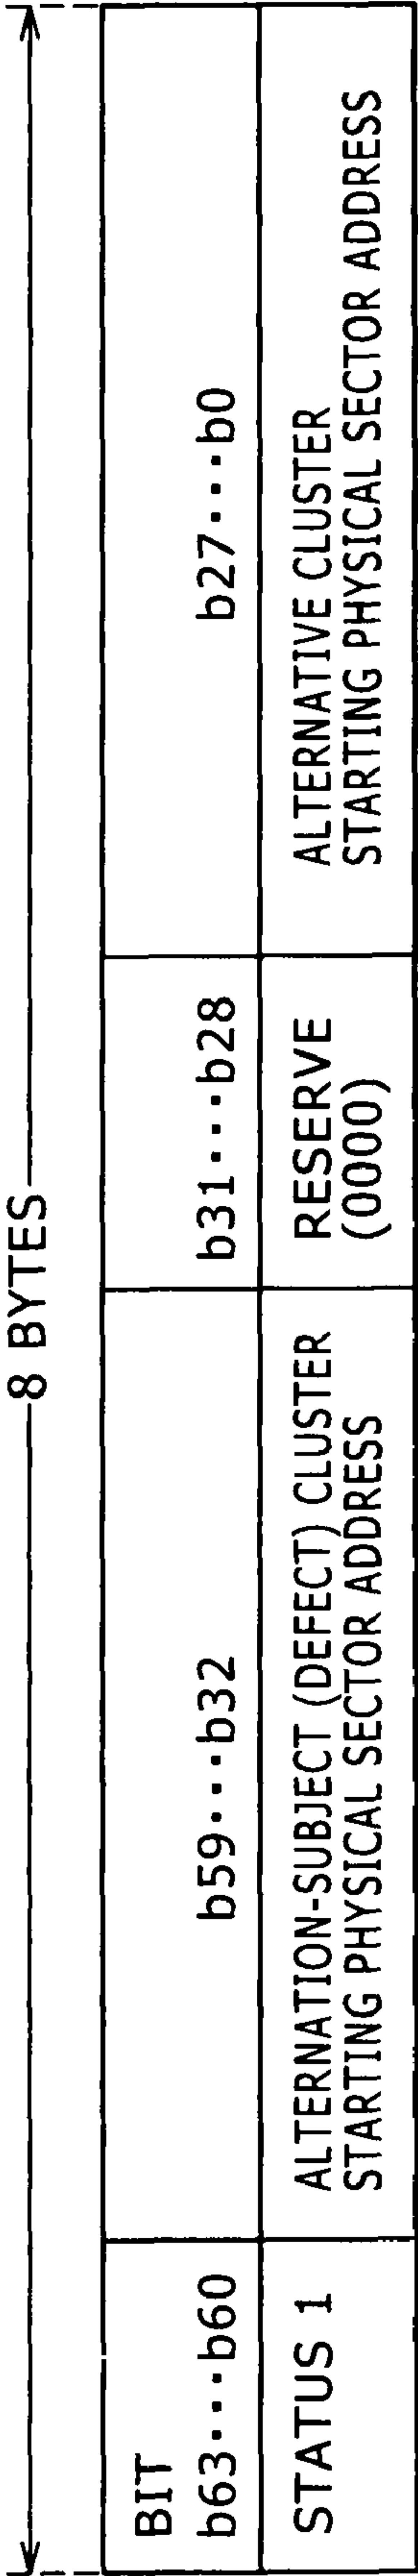 8 BYTES
BIT
b63···b60
b59···b32
b31···b28
b27···b0
STATUS 1
ALTERNATION-SUBJECT (DEFECT) CLUSTER
STARTING PHYSICAL SECTOR ADDRESS
RESERVE
(0000)
ALTERNATIVE CLUSTER
STARTING PHYSICAL SECTOR ADDRESS